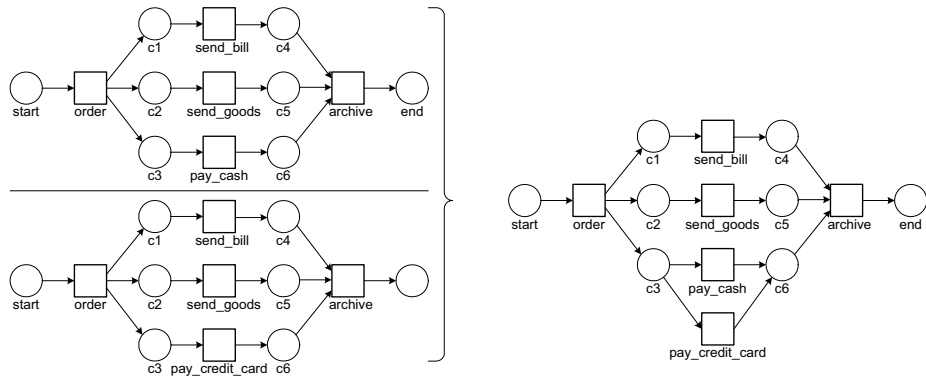 c1 send_bill c4
start order c2 send_goods c5 archive end
c3 pay_cash c6
c1 send_bill c4
start order c2 send_goods c5 archive
c3 pay_credit_card c6
c1 send_bill c4
start order c2 send_goods c5 archive end
c3 pay_cash c6
pay_credit_card